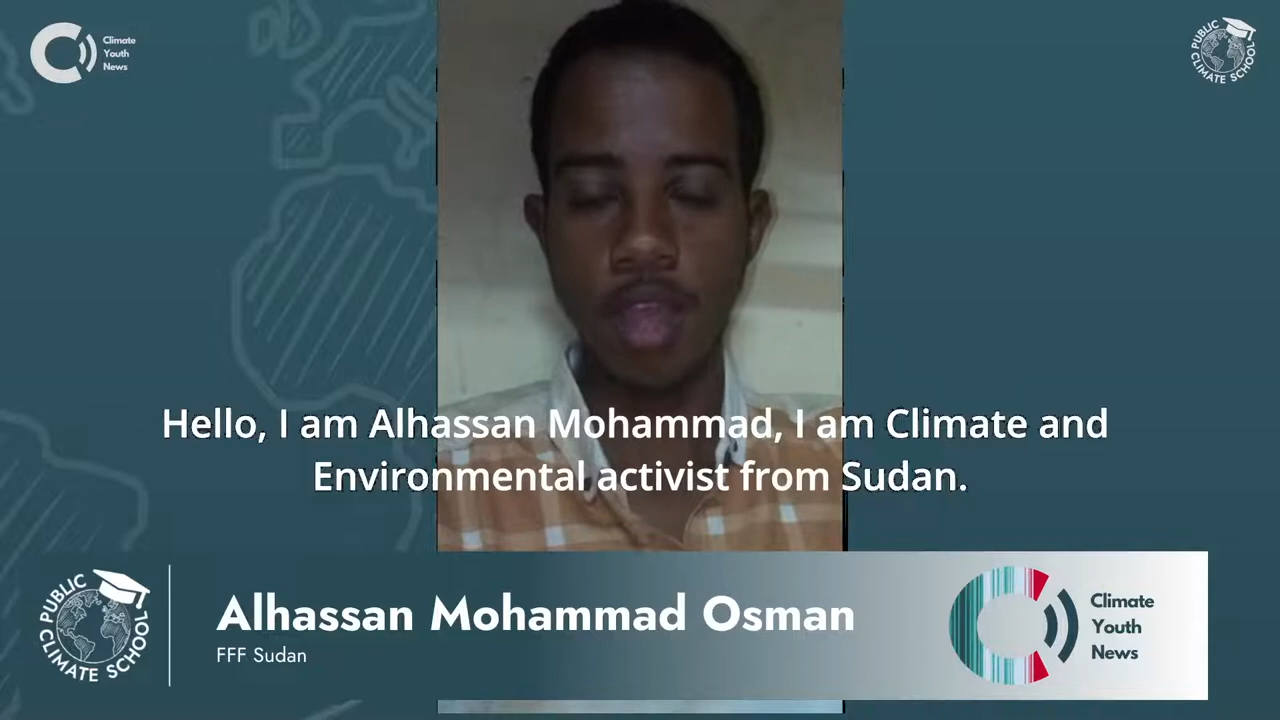 Climate
Youth
News
PUBLIC
CLIMATE SCHOOL
Hello, I am Alhassan Mohammad, I am Climate and
Environmental activist from Sudan.
PUBLIC
CLIMATE SCHOOL
Alhassan Mohammad Osman
FFF Sudan
Climate
Youth
News